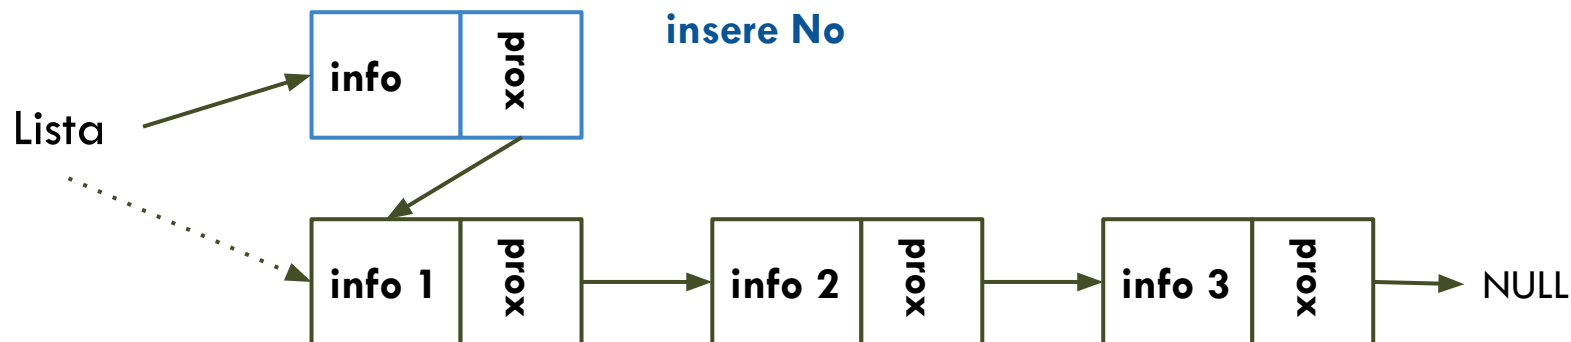 insere No
info prox
Lista
info 1 prox info 2 prox info 3 prox NULL